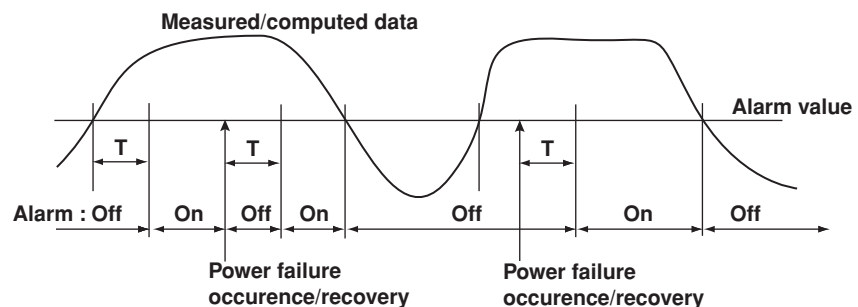 Measured/computed data
Alarm value
T T T
Alarm : Off On Off On Off On Off
Power failure
occurence/recovery
Power failure
occurence/recovery